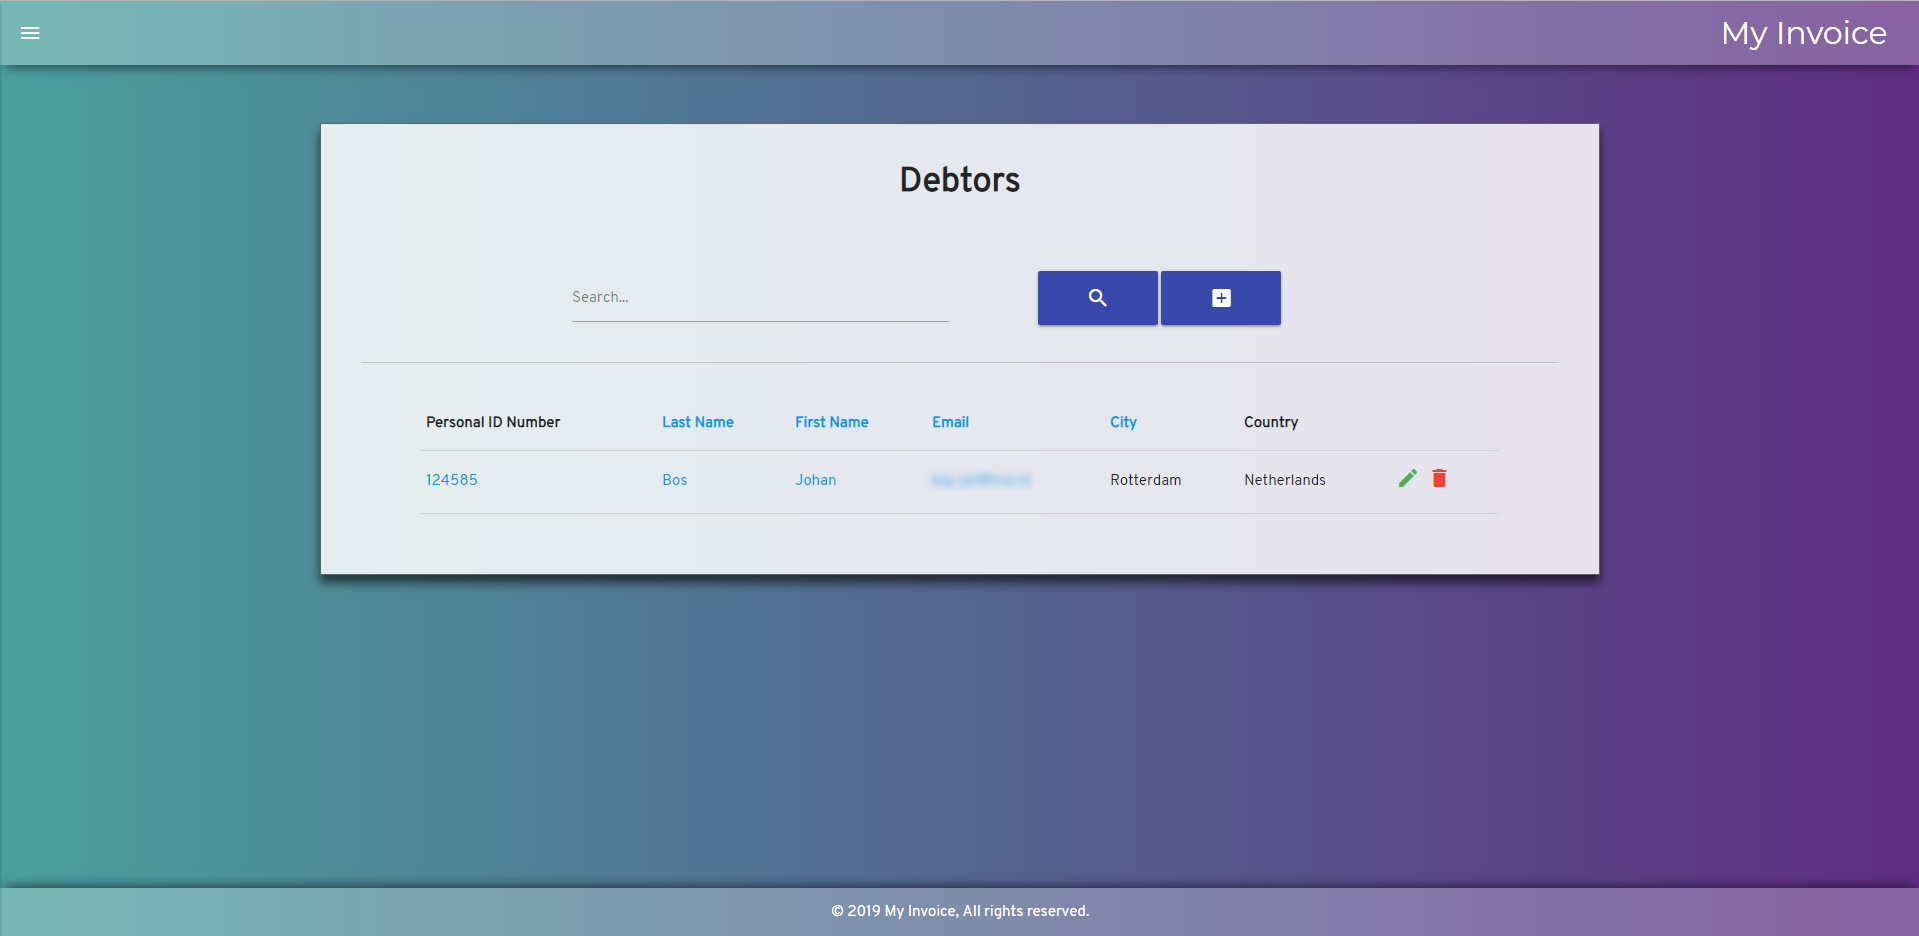 My Invoice
Debtors
Search...
Personal ID Number Last Name First Name Email City Country
124585 Bos Johan Rotterdam Netherlands
© 2019 My Invoice, All rights reserved.